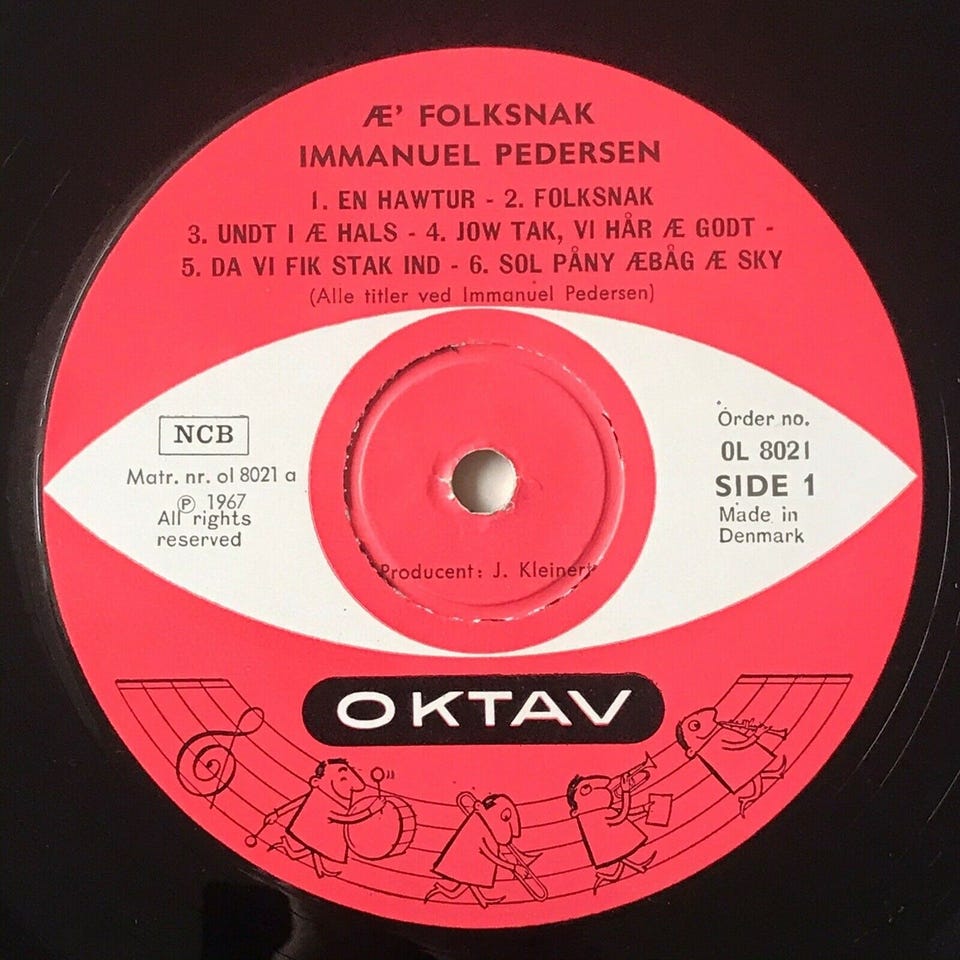 Æ’ FOLKSNAK
IMMANUEL PEDERSEN
1. EN HAWTUR - 2. FOLKSNAK
3. UNDT I Æ HALS - 4. JOW TAK, VI HÅR Æ GODT -
5. DA VI FIK STAK IND - 6. SOL PÅNY ÆBÅG Æ SKY
(Alle titler ved Immanuel Pedersen)
NCB
Matr. nr. ol 8021 a
Ⓟ 1967
All rights
reserved
Order no.
OL 8021
SIDE 1
Made in
Denmark
Producent: J. Kleinert
OKTAV